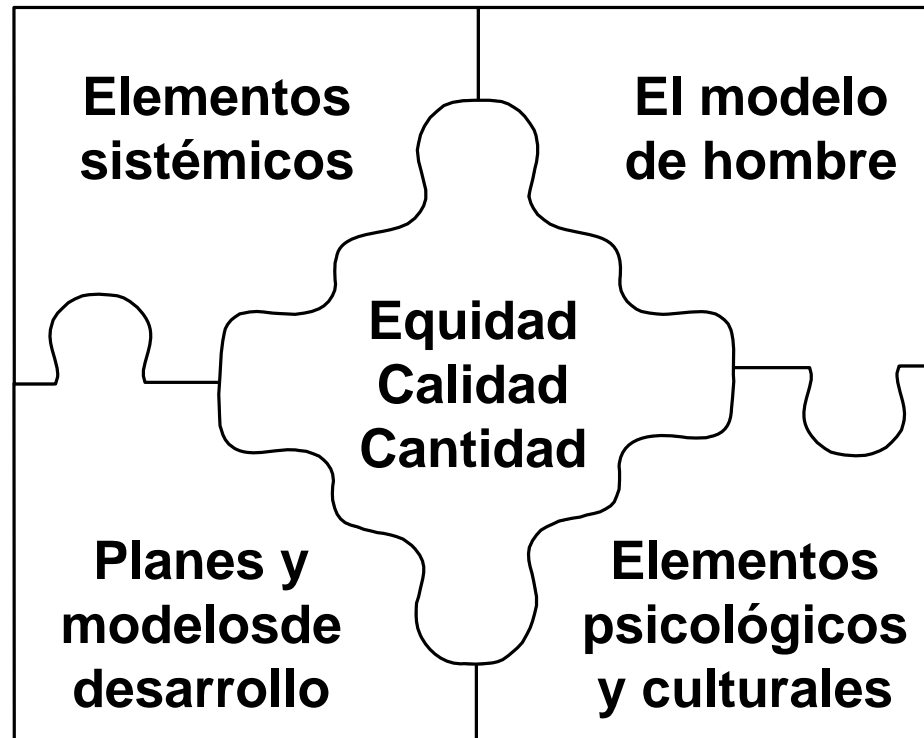 Elementos
sistémicos
El modelo
de hombre
Equidad
Calidad
Cantidad
Planes y
modelosde
desarrollo
Elementos
psicológicos
y culturales